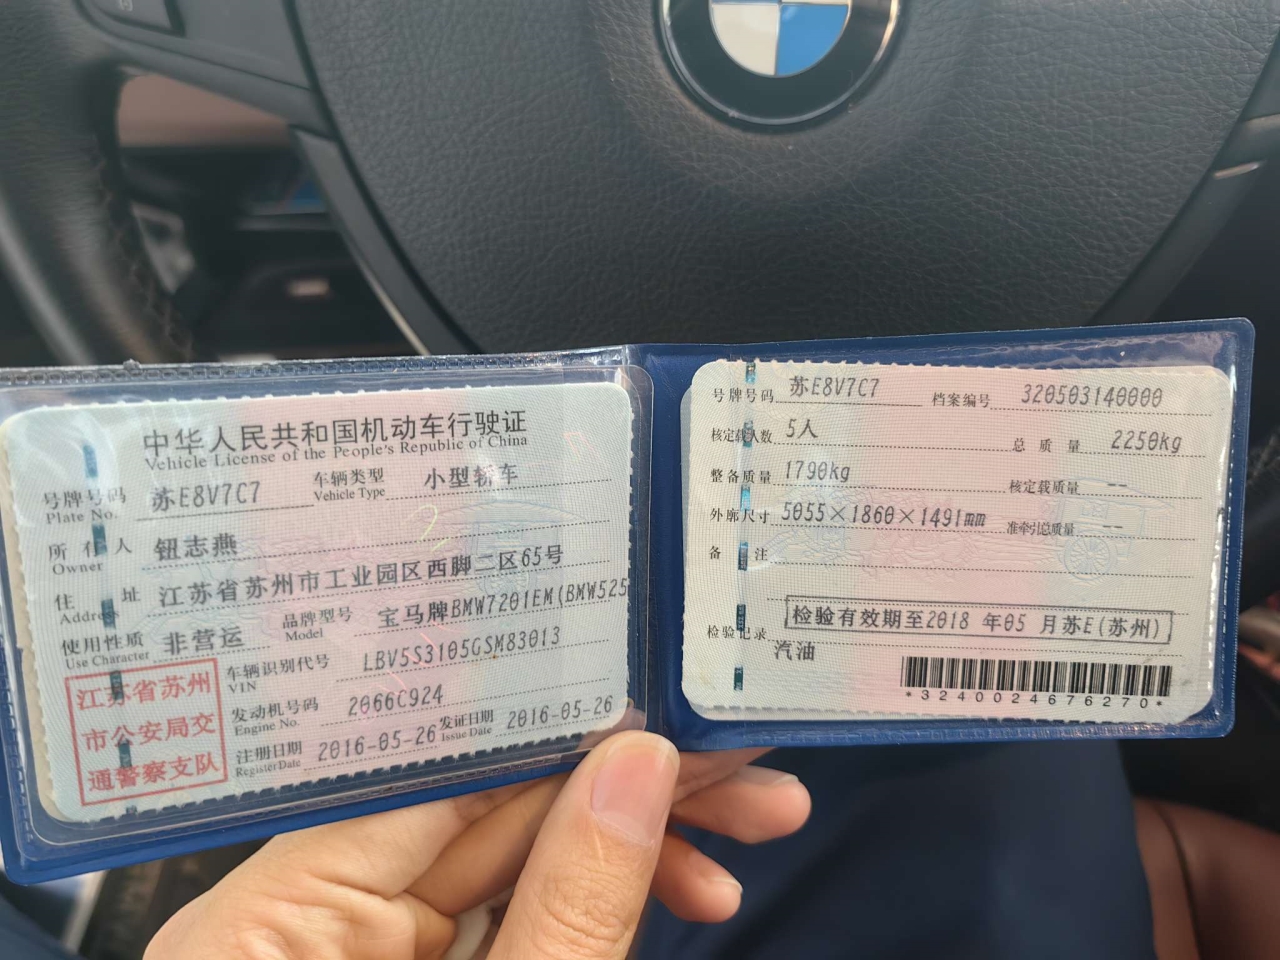 中华人民共和国机动车行驶证
Vehicle License of the People's Republic of China
号牌号码 苏E8V7C7 车辆类型 小型轿车
Plate No. Vehicle Type
所有人 钮志燕
Owner
住址 江苏省苏州市工业园区西脚二区65号
Address
使用性质 非营运 品牌型号 宝马牌BMW7201EM(BMW525
Use Character Model
车辆识别代号 LBV5S3105GSM83013
VIN
发动机号码 2066C924
Engine No.
注册日期 2016-05-26 发证日期 2016-05-26
Register Date Issue Date
江苏省苏州
市公安局交
通警察支队
号牌号码 苏E8V7C7 档案编号 320503140000
核定载人数 5人 总质量 2250kg
整备质量 1790kg 核定载质量 --
外廓尺寸 5055×1860×1491mm 准牵引总质量 --
备注
检验有效期至2018 年05 月苏E(苏州)
检验记录
汽油
*3240024676270*